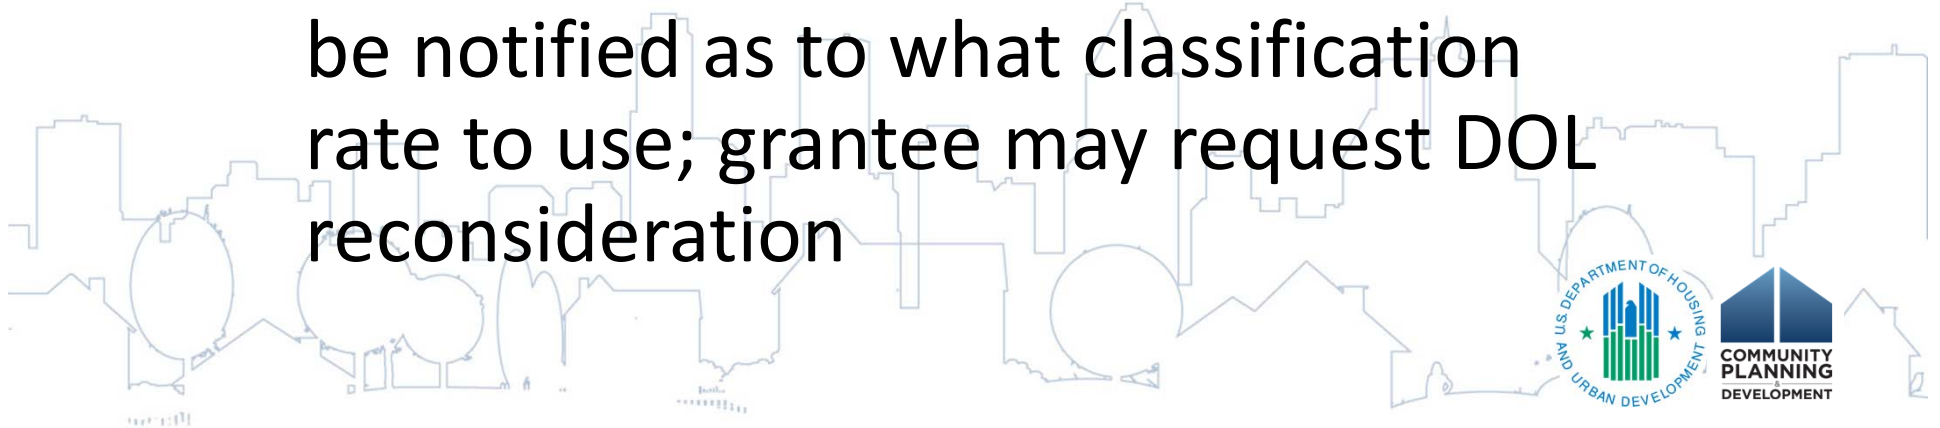 be notified as to what classification
rate to use; grantee may request DOL
reconsideration
U.S. DEPARTMENT OF HOUSING
AND URBAN DEVELOPMENT
COMMUNITY
PLANNING
&
DEVELOPMENT